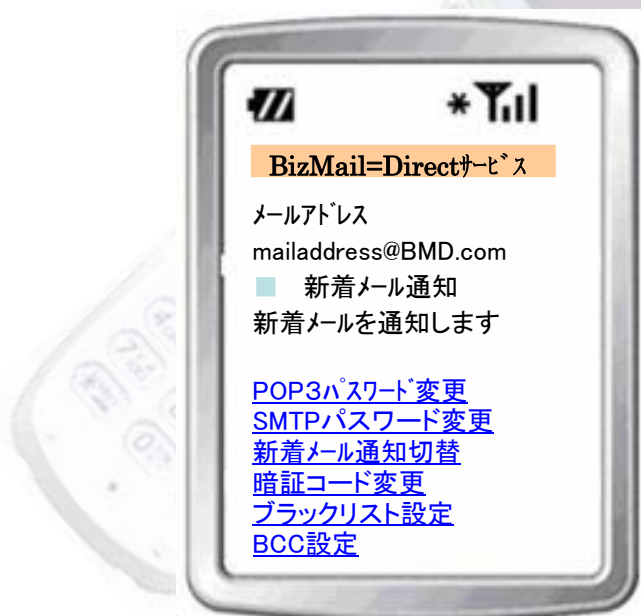 BizMail=Directｻｰﾋﾞｽ
ﾒｰﾙｱﾄﾞﾚｽ
mailaddress@BMD.com
■ 新着ﾒｰﾙ通知
新着ﾒｰﾙを通知します
POP3ﾊﾟｽﾜｰﾄﾞ変更
SMTPパスワード変更
新着ﾒｰﾙ通知切替
暗証コード変更
ブラックリスト設定
BCC設定